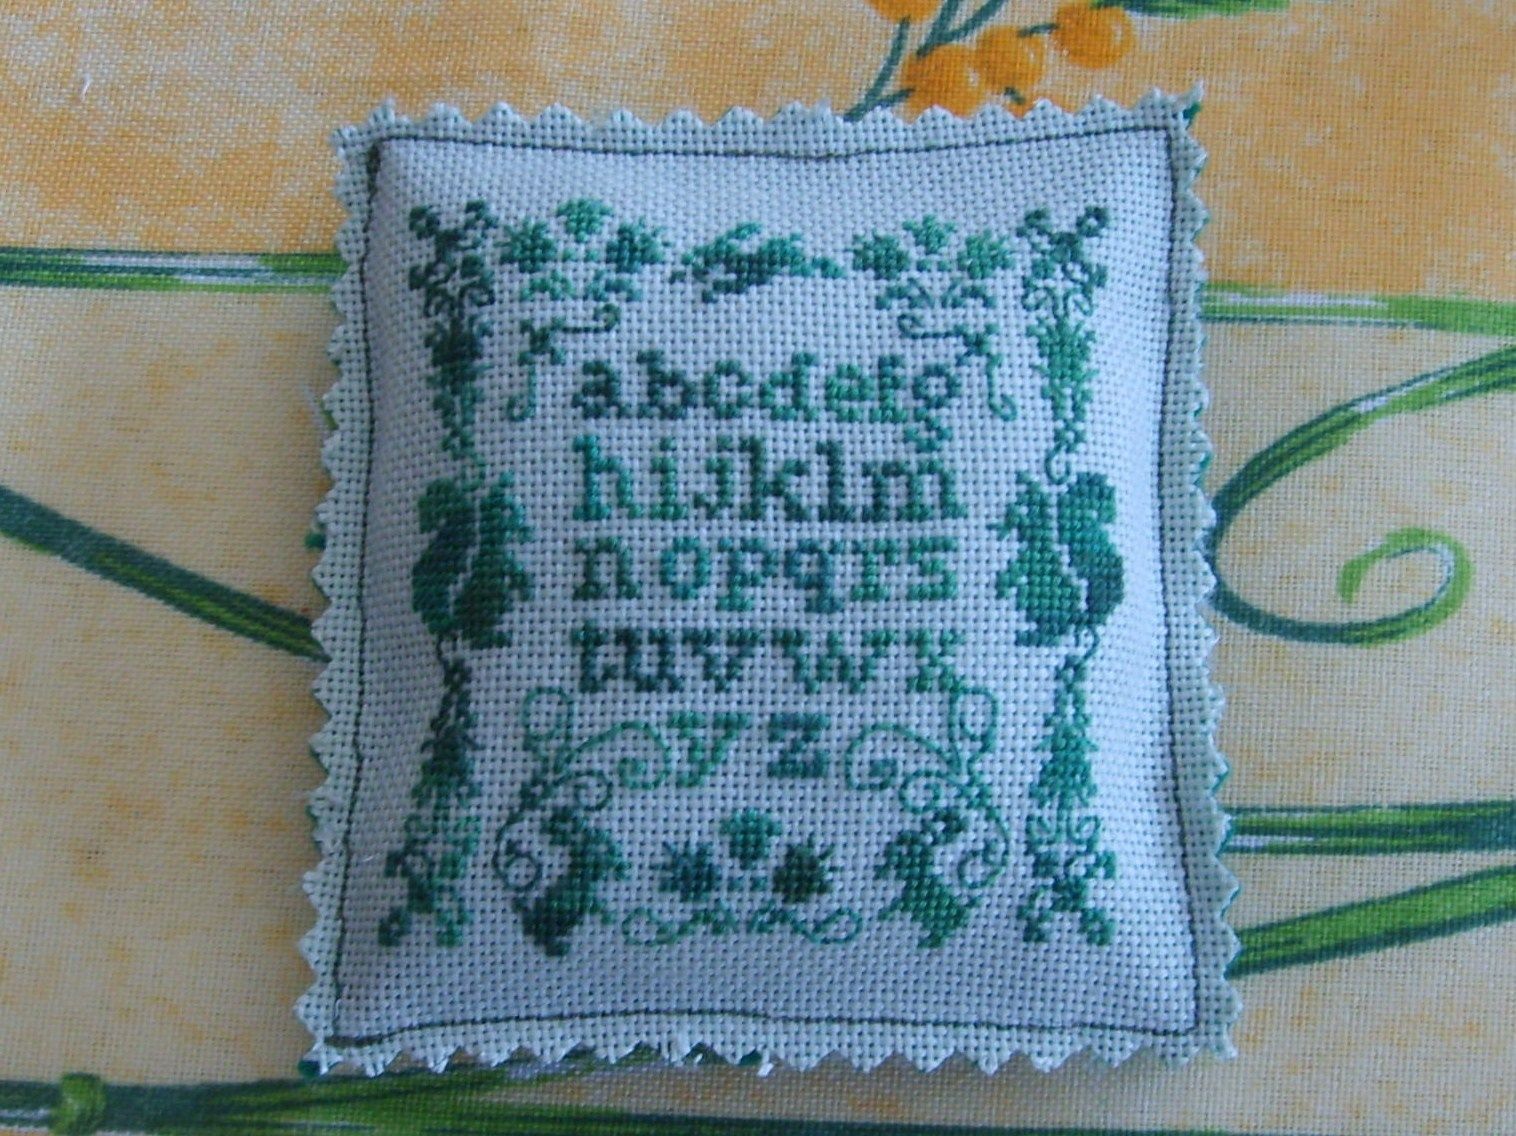 abcdefg
hijklm
nopqrs
tuvwx
yz